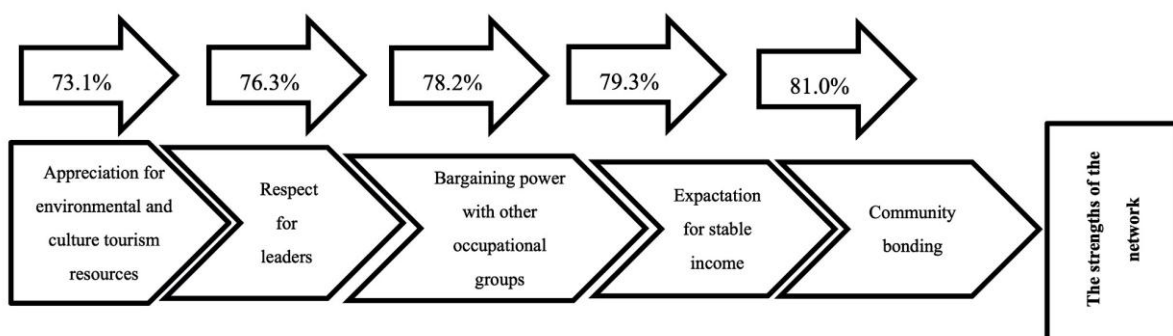 73.1%
76.3%
78.2%
79.3%
81.0%
Appreciation for
environmental and
culture tourism
resources
Respect
for
leaders
Bargaining power
with other
occupational
groups
Expactation
for stable
income
Community
bonding
The strengths of the
network